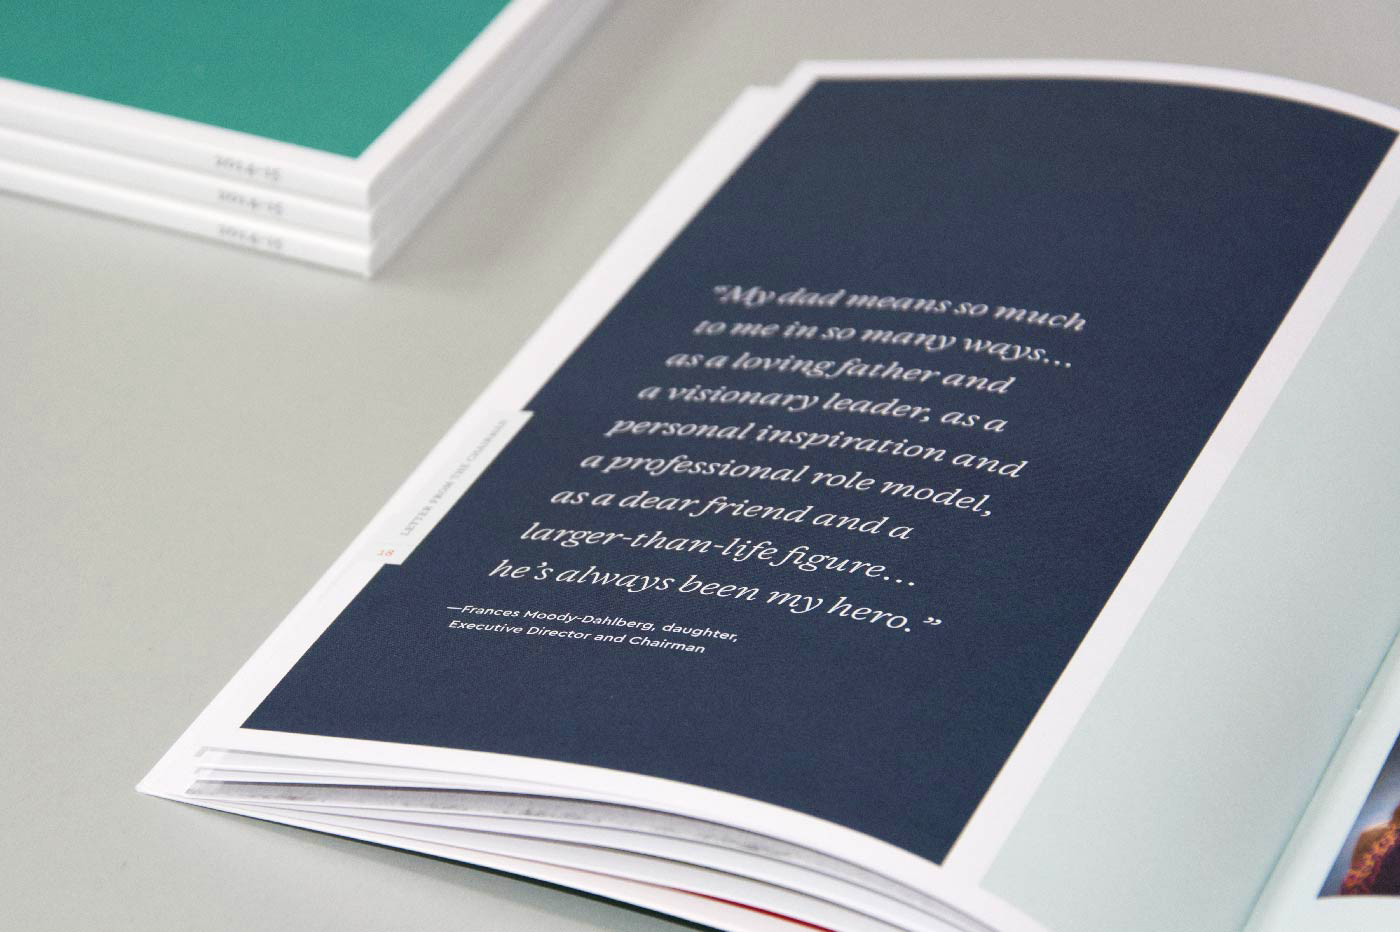 2014-15
2014-15
2014-15
“My dad means so much
to me in so many ways...
as a loving father and
a visionary leader, as a
personal inspiration and
a professional role model,
as a dear friend and a
larger-than-life figure...
he’s always been my hero.”
—Frances Moody-Dahlberg, daughter,
Executive Director and Chairman
LETTER FROM THE CHAIRMAN
18